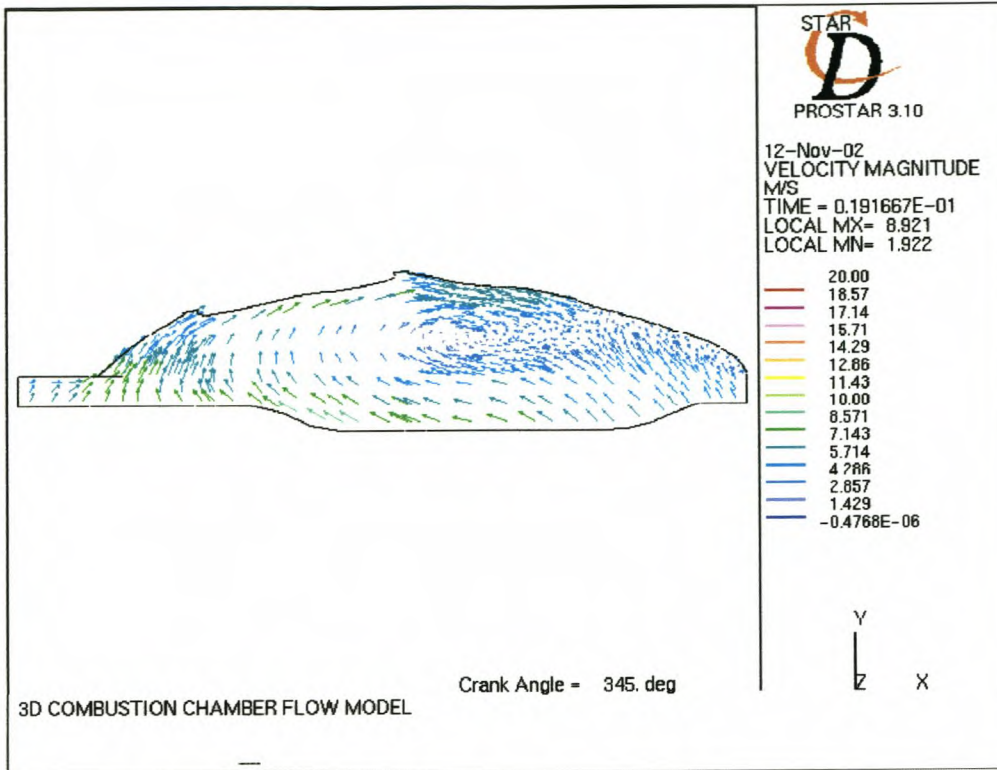 STAR
CD
PROSTAR 3.10
12-Nov-02
VELOCITY MAGNITUDE
M/S
TIME = 0.191667E-01
LOCAL MX= 8.921
LOCAL MN= 1.922
20.00
18.57
17.14
15.71
14.29
12.86
11.43
10.00
8.571
7.143
5.714
4.286
2.857
1.429
-0.4768E-06
Y
Z X
Crank Angle = 345. deg
3D COMBUSTION CHAMBER FLOW MODEL